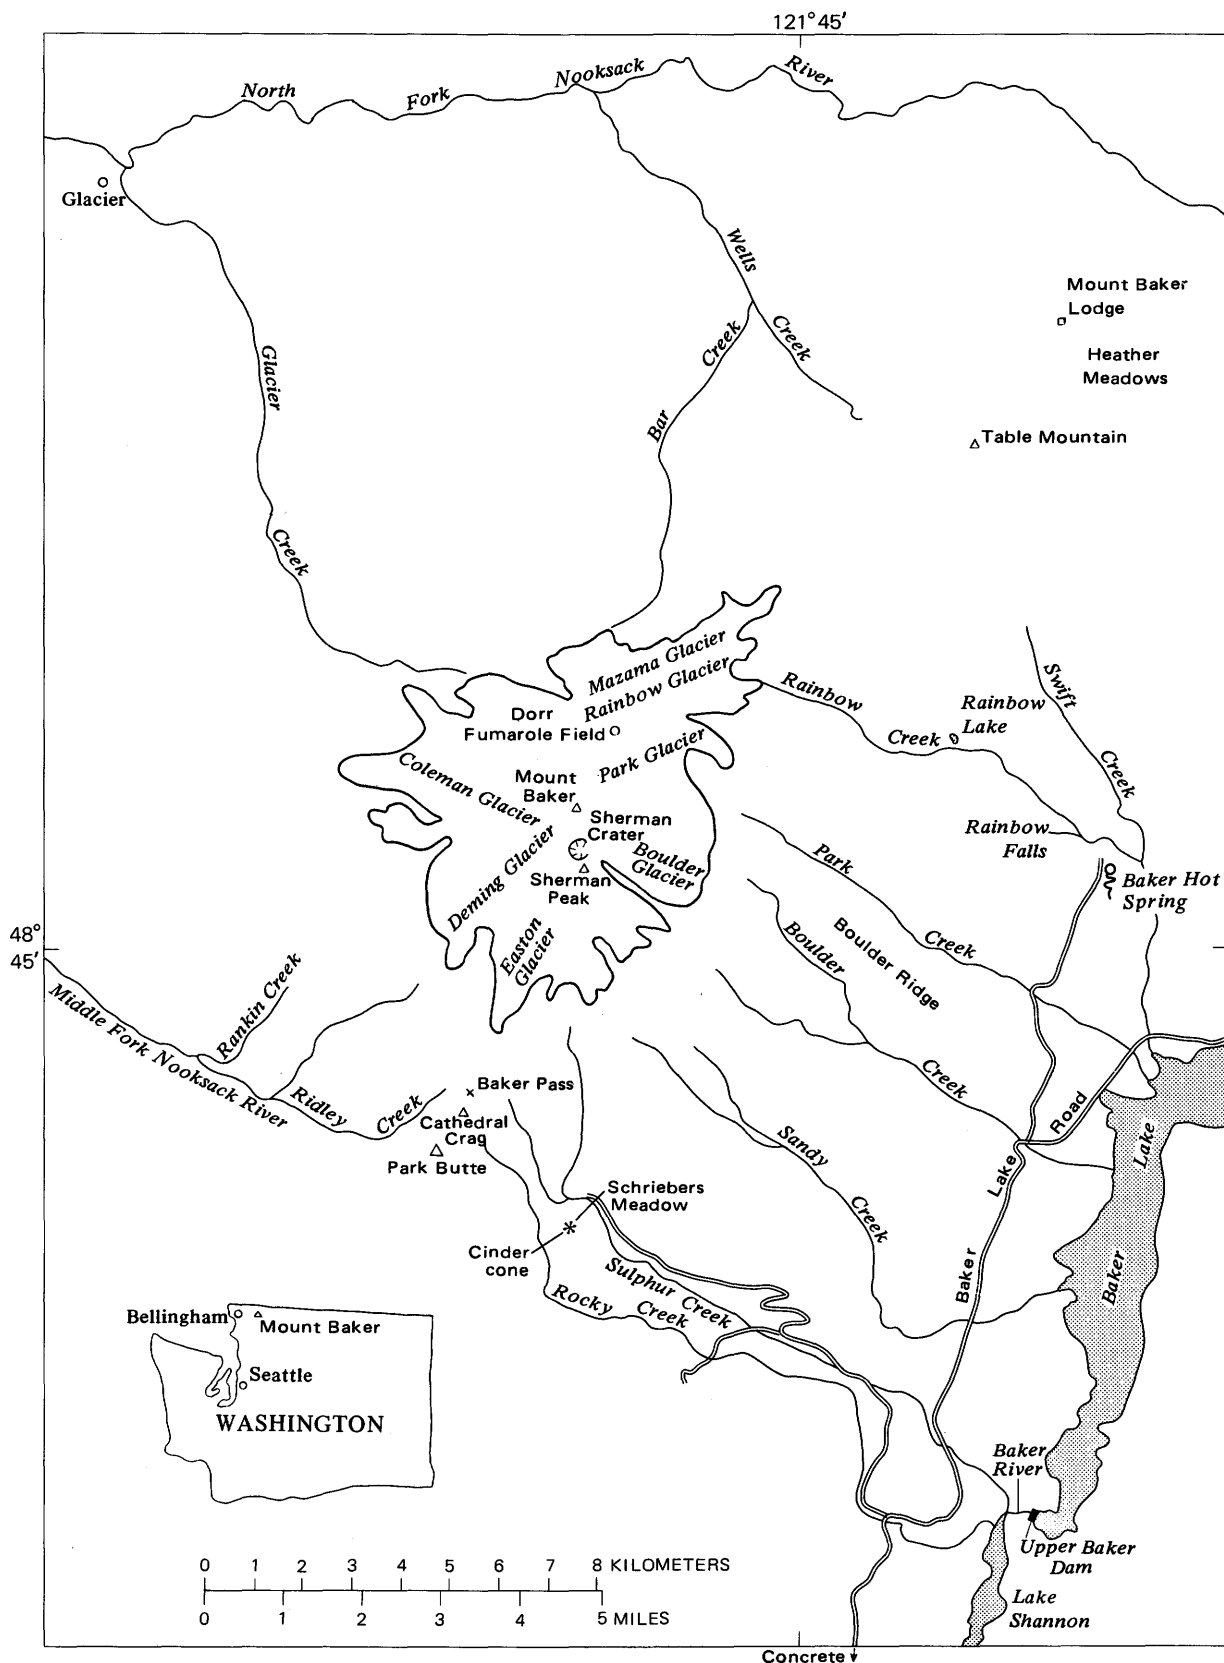 121°45′
North Fork Nooksack River
Glacier
Wells Creek
Mount Baker
Lodge
Heather
Meadows
Bar Creek
Glacier Creek
Table Mountain
Mazama Glacier
Rainbow Glacier
Dorr
Fumarole Field
Park Glacier
Rainbow Creek
Rainbow
Lake
Swift Creek
Coleman Glacier
Mount
Baker
Sherman
Crater
Boulder
Glacier
Sherman
Peak
Deming Glacier
Easton
Glacier
Park Creek
Rainbow
Falls
Baker Hot
Spring
48°
45′
Boulder Creek
Boulder Ridge
Rankin Creek
Middle Fork Nooksack River
Ridley Creek
Baker Pass
Cathedral
Crag
Park Butte
Sandy Creek
Baker Lake Road
Baker Lake
Schriebers
Meadow
Cinder
cone
Sulphur Creek
Rocky Creek
Bellingham
Mount Baker
Seattle
WASHINGTON
Baker
River
Upper Baker
Dam
Lake
Shannon
0 1 2 3 4 5 6 7 8 KILOMETERS
0 1 2 3 4 5 MILES
Concrete